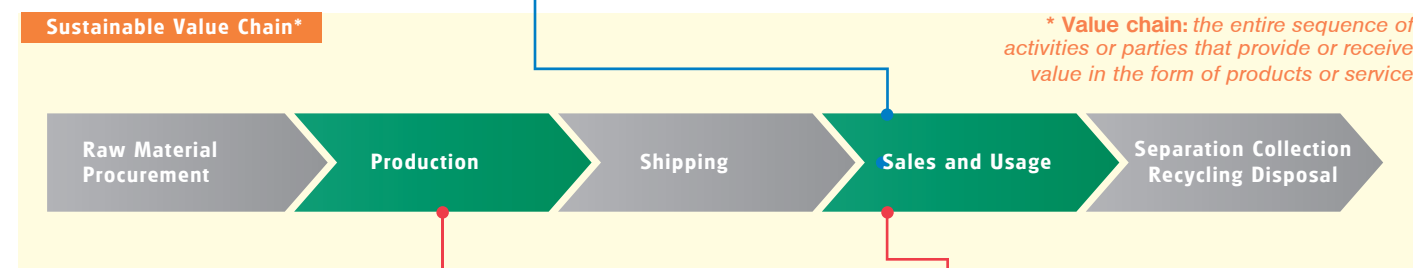 Sustainable Value Chain*
* Value chain: the entire sequence of
activities or parties that provide or receive
value in the form of products or service
Raw Material
Procurement
Production
Shipping
Sales and Usage
Separation Collection
Recycling Disposal